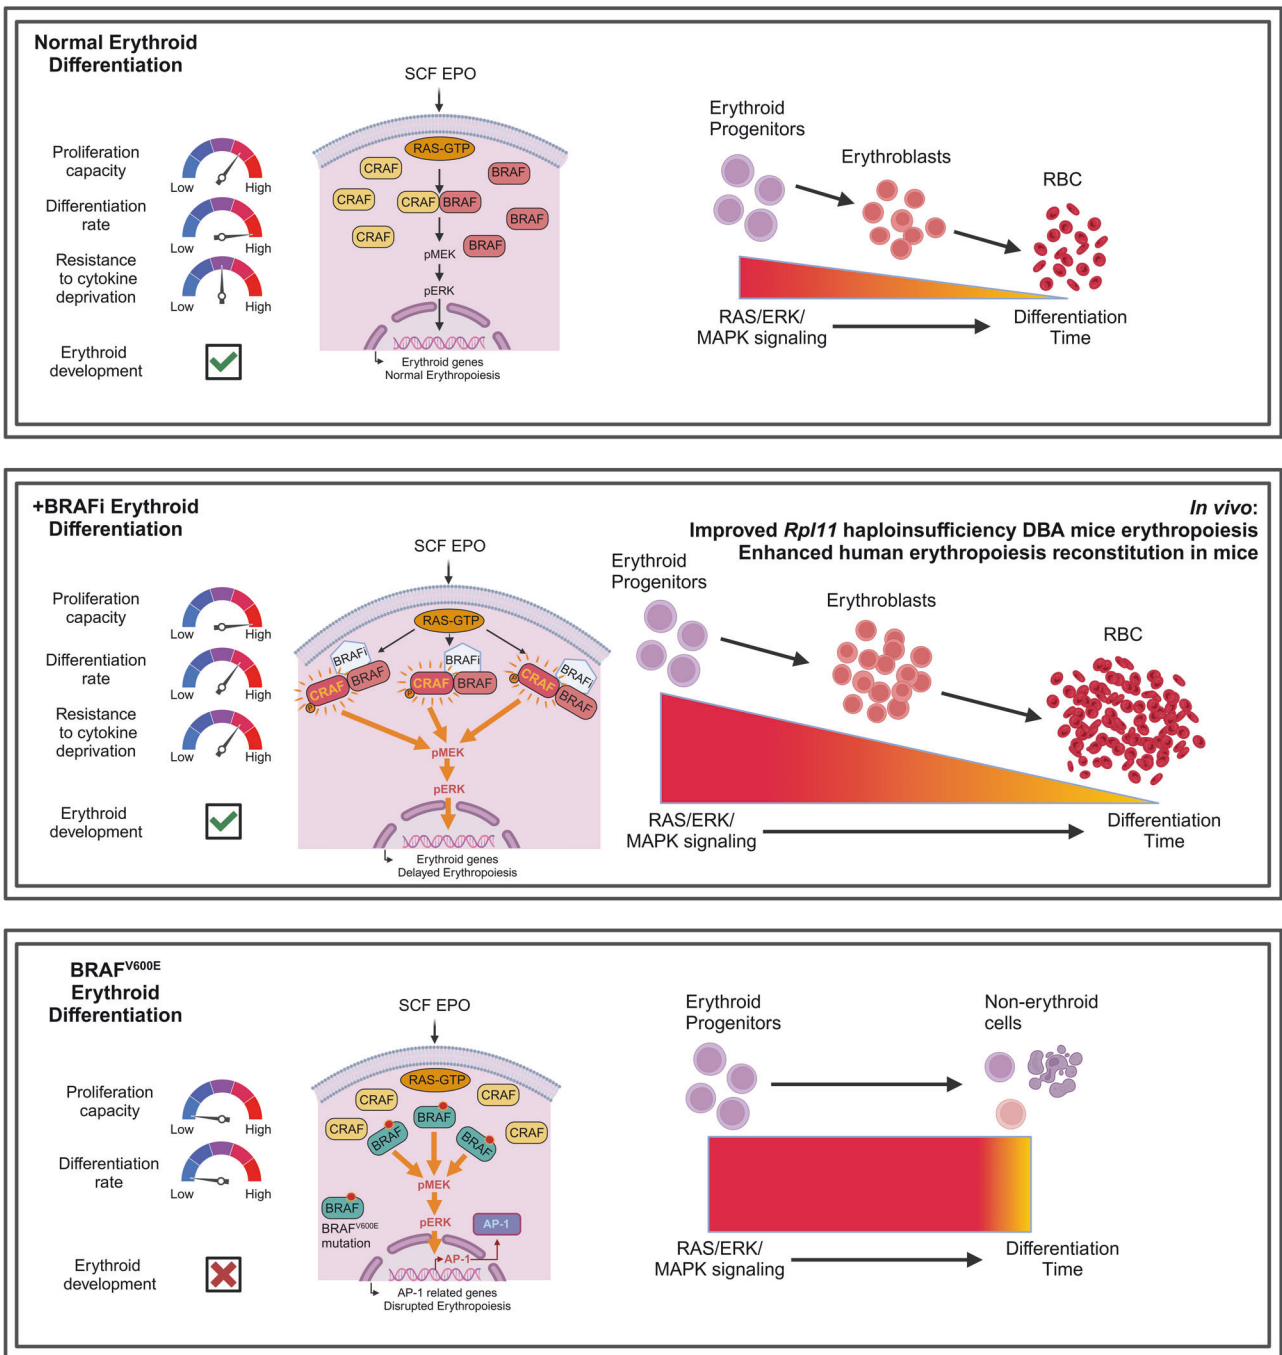 Normal Erythroid
Differentiation
Proliferation
capacity
Low
High
Differentiation
rate
Low
High
Resistance
to cytokine
deprivation
Low
High
Erythroid
development
SCF EPO
RAS-GTP
CRAF
BRAF
CRAF
CRAF
BRAF
BRAF
CRAF
BRAF
pMEK
pERK
Erythroid genes
Normal Erythropoiesis
Erythroid
Progenitors
Erythroblasts
RBC
RAS/ERK/
MAPK signaling
Differentiation
Time
+BRAFi Erythroid
Differentiation
In vivo:
Improved Rpl11 haploinsufficiency DBA mice erythropoiesis
Enhanced human erythropoiesis reconstitution in mice
Proliferation
capacity
Low
High
Differentiation
rate
Low
High
Resistance
to cytokine
deprivation
Low
High
Erythroid
development
SCF EPO
RAS-GTP
BRAFi
CRAF
BRAF
P
BRAFi
CRAF
BRAF
P
BRAFi
CRAF
BRAF
P
pMEK
pERK
Erythroid genes
Delayed Erythropoiesis
Erythroid
Progenitors
Erythroblasts
RBC
RAS/ERK/
MAPK signaling
Differentiation
Time
BRAFV600E
Erythroid
Differentiation
Proliferation
capacity
Low
High
Differentiation
rate
Low
High
Erythroid
development
SCF EPO
RAS-GTP
CRAF
CRAF
BRAF
CRAF
BRAF
BRAF
CRAF
pMEK
BRAF
BRAFV600E
mutation
pERK
AP-1
AP-1
AP-1 related genes
Disrupted Erythropoiesis
Erythroid
Progenitors
Non-erythroid
cells
RAS/ERK/
MAPK signaling
Differentiation
Time